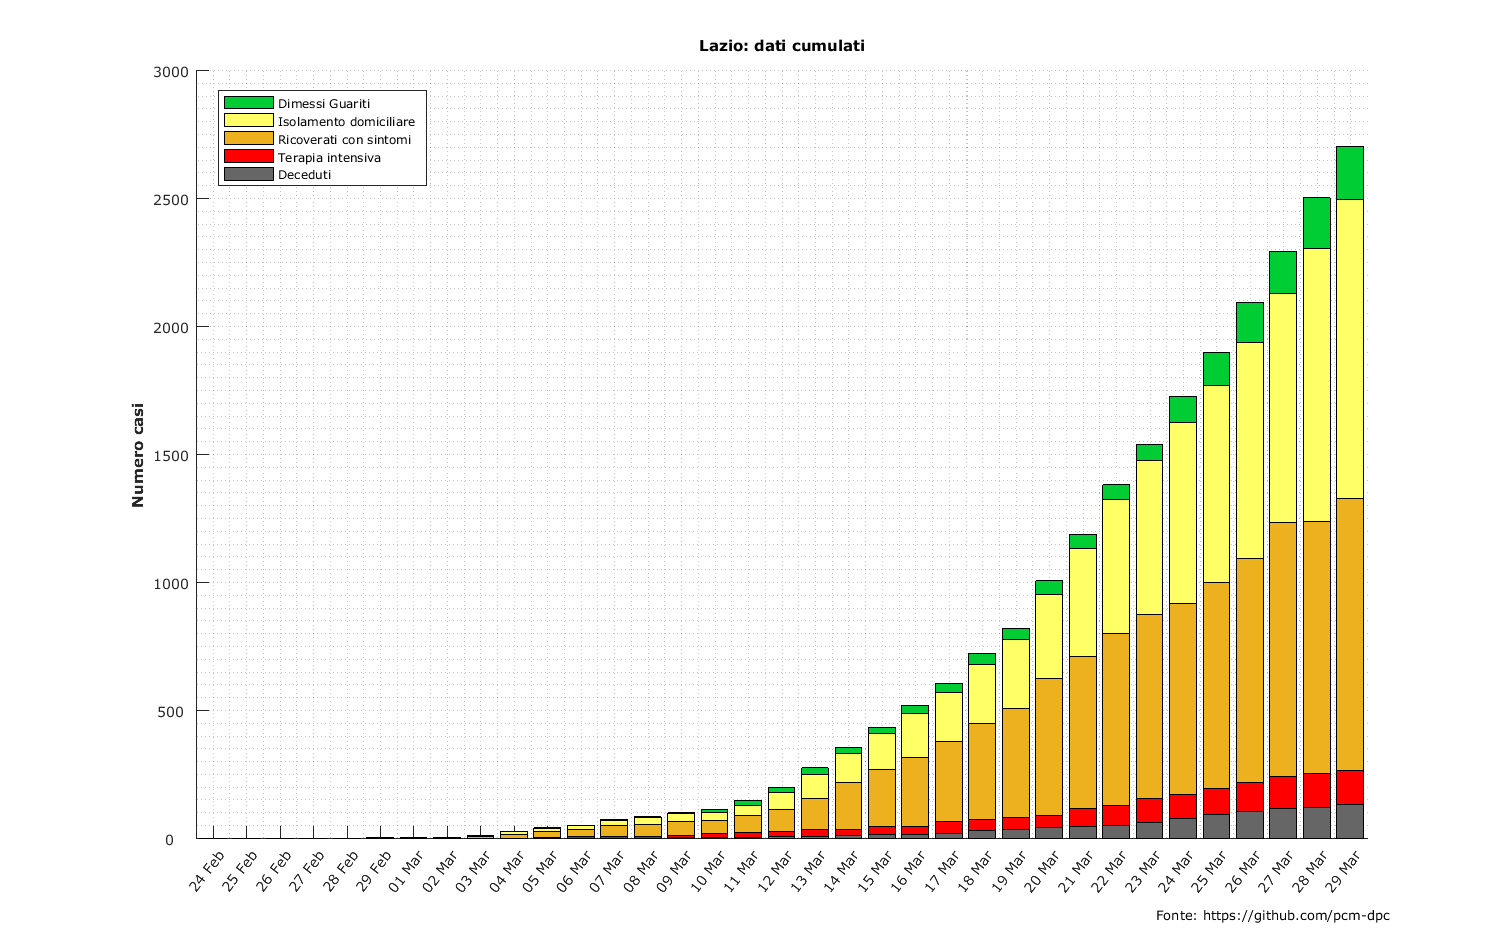 Lazio: dati cumulati
3000
2500
2000
1500
1000
500
0
Numero casi
Dimessi Guariti
Isolamento domiciliare
Ricoverati con sintomi
Terapia intensiva
Deceduti
24 Feb
25 Feb
26 Feb
27 Feb
28 Feb
29 Feb
01 Mar
02 Mar
03 Mar
04 Mar
05 Mar
06 Mar
07 Mar
08 Mar
09 Mar
10 Mar
11 Mar
12 Mar
13 Mar
14 Mar
15 Mar
16 Mar
17 Mar
18 Mar
19 Mar
20 Mar
21 Mar
22 Mar
23 Mar
24 Mar
25 Mar
26 Mar
27 Mar
28 Mar
29 Mar
Fonte: https://github.com/pcm-dpc